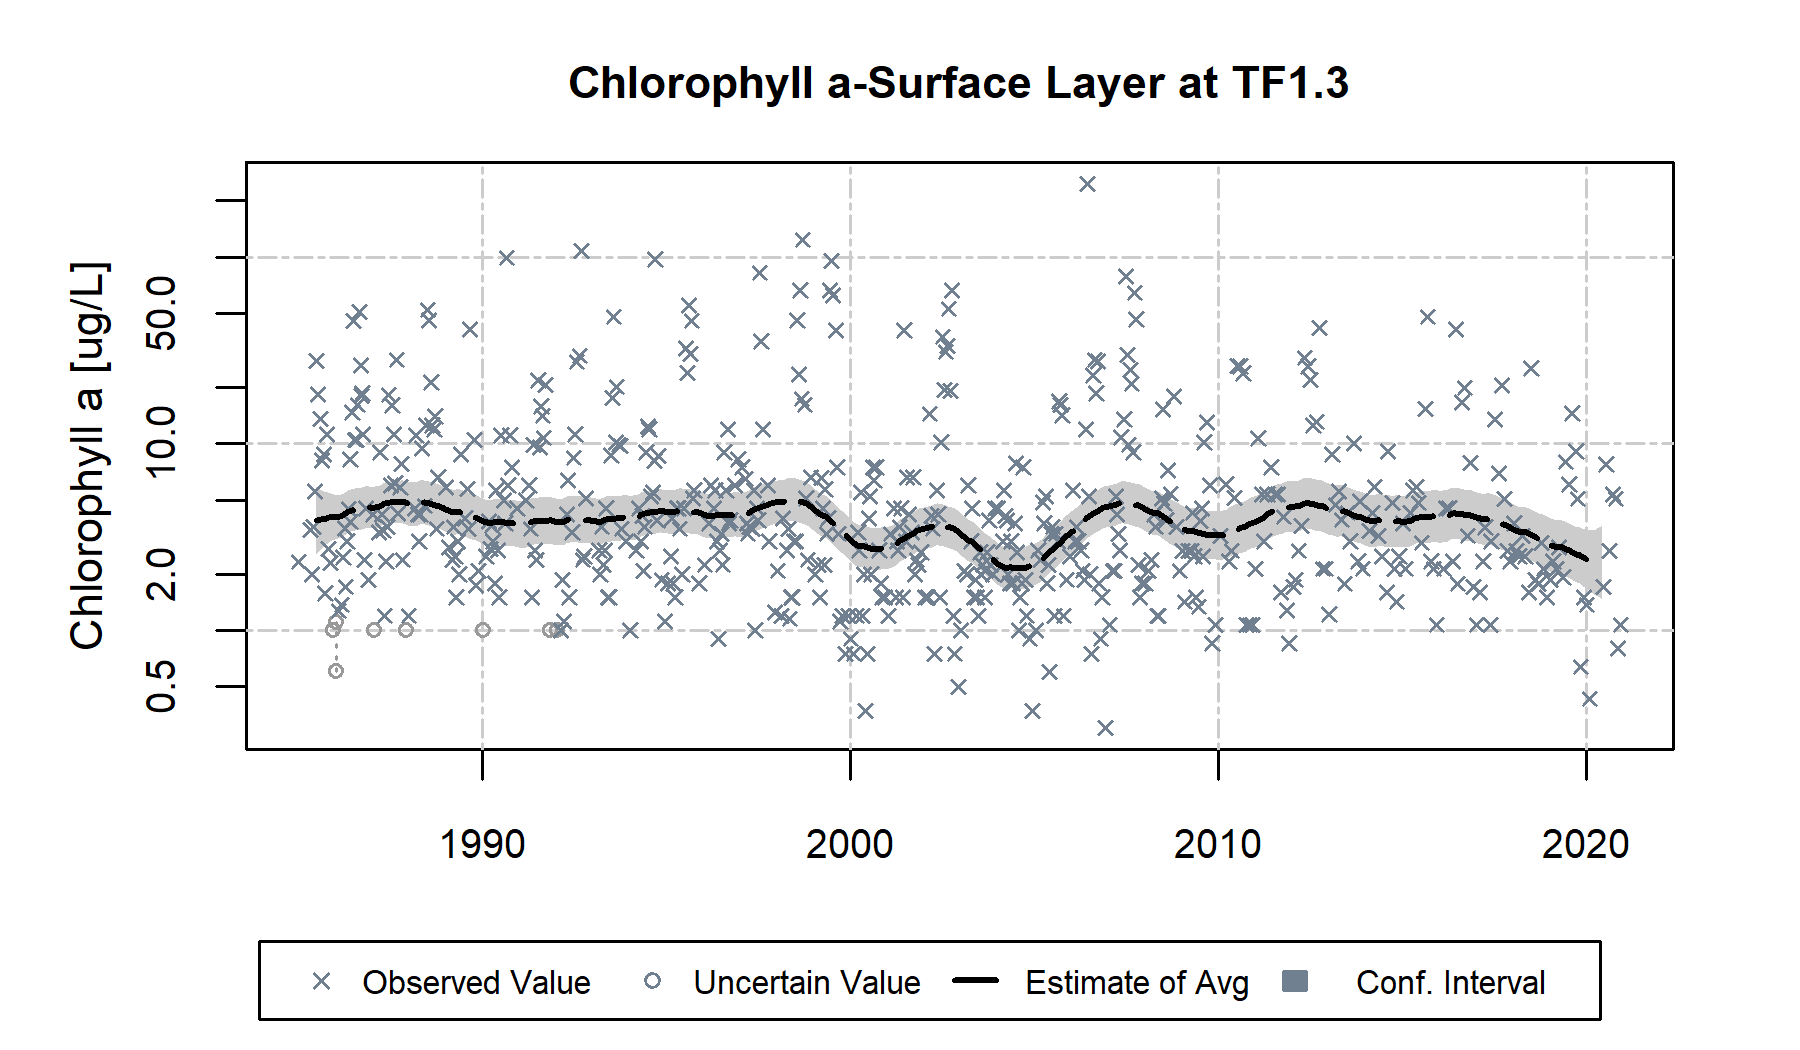 Chlorophyll a-Surface Layer at TF1.3
Chlorophyll a [ug/L]
50.0
10.0
2.0
0.5
1990
2000
2010
2020
Observed Value
Uncertain Value
Estimate of Avg
Conf. Interval